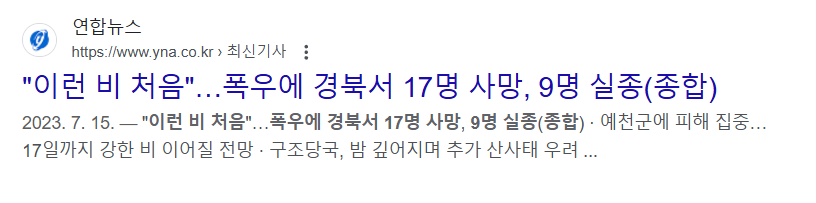 연합뉴스
https://www.yna.co.kr › 최신기사
"이런 비 처음"...폭우에 경북서 17명 사망, 9명 실종(종합)
2023. 7. 15. — "이런 비 처음"...폭우에 경북서 17명 사망, 9명 실종(종합) · 예천군에 피해 집중...
17일까지 강한 비 이어질 전망 · 구조당국, 밤 깊어지며 추가 산사태 우려 ...